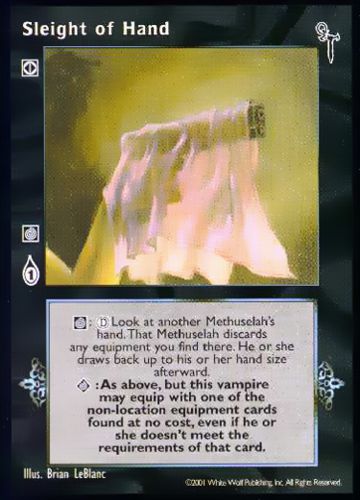 Sleight of Hand
1
: D Look at another Methuselah's
hand. That Methuselah discards
any equipment you find there. He or she
draws back up to his or her hand size
afterward.
:As above, but this vampire
may equip with one of the
non-location equipment cards
found at no cost, even if he or
she doesn't meet the
requirements of that card.
Illus. Brian LeBlanc
©2001 White Wolf Publishing, Inc. All Rights Reserved.